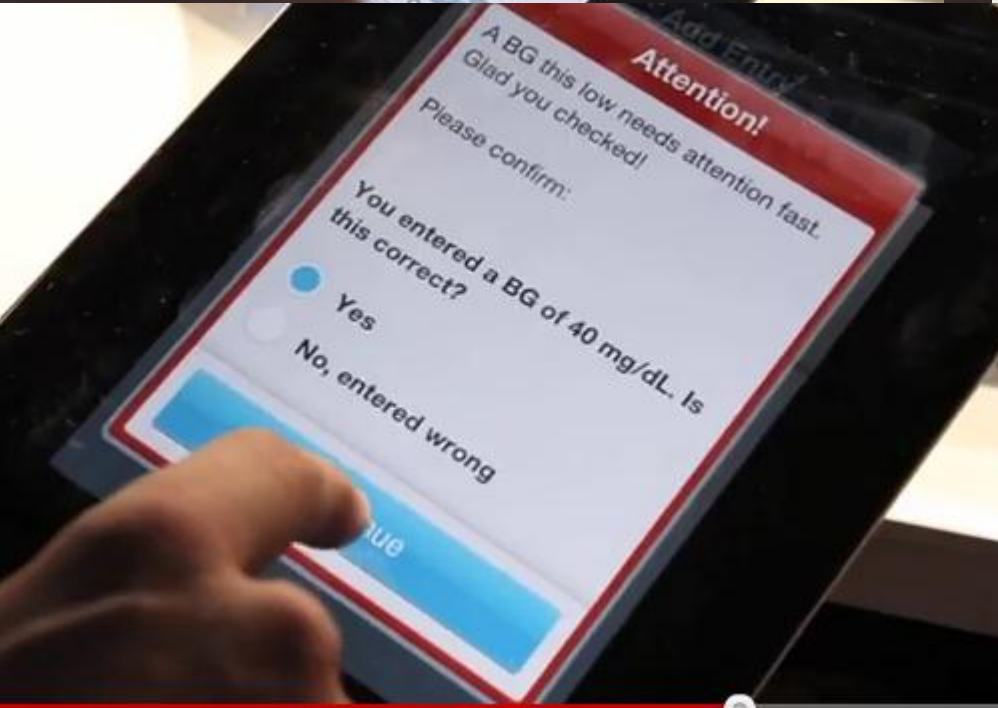 Add Entry
Attention!
A BG this low needs attention fast.
Glad you checked!
Please confirm:
You entered a BG of 40 mg/dL. Is
this correct?
Yes
No, entered wrong